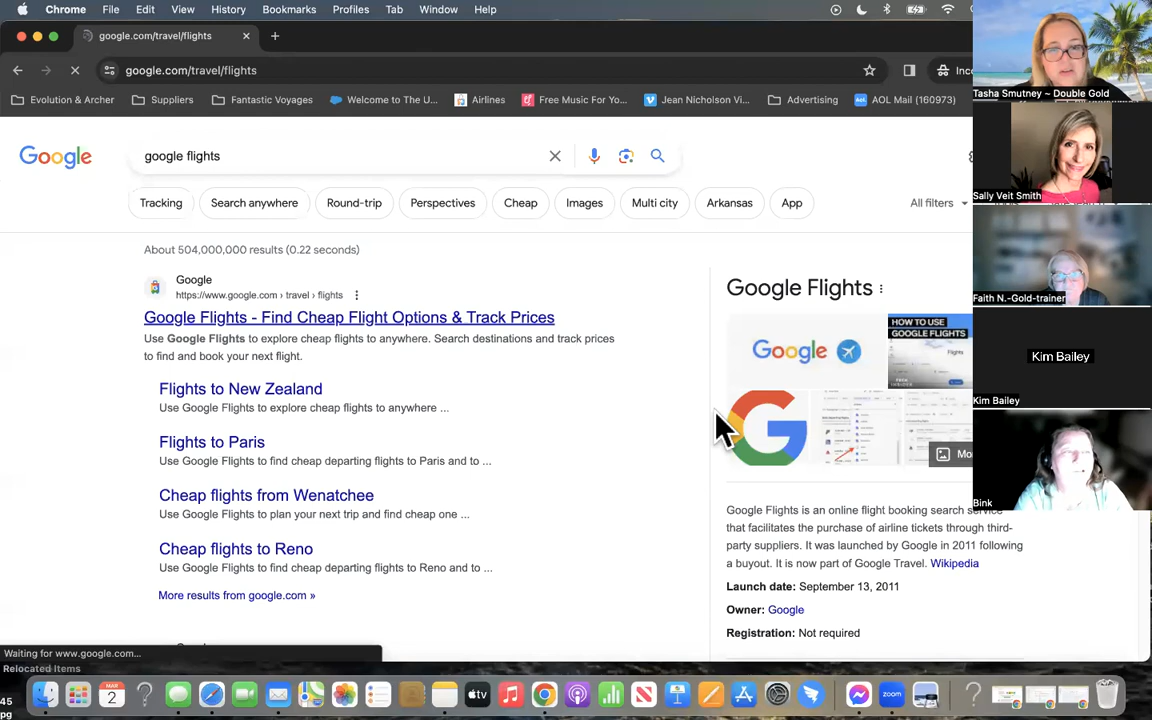 Chrome File Edit View History Bookmarks Profiles Tab Window Help
google.com/travel/flights
google.com/travel/flights
Evolution & Archer Suppliers Fantastic Voyages Welcome to The U... Airlines Free Music For Yo... Jean Nicholson Vi... Advertising AOL Mail (160973)
Google
google flights
Tracking Search anywhere Round-trip Perspectives Cheap Images Multi city Arkansas App All filters
About 504,000,000 results (0.22 seconds)
Google
https://www.google.com › travel › flights
Google Flights - Find Cheap Flight Options & Track Prices
Use Google Flights to explore cheap flights to anywhere. Search destinations and track prices
to find and book your next flight.
Flights to New Zealand
Use Google Flights to explore cheap flights to anywhere ...
Flights to Paris
Use Google Flights to find cheap departing flights to Paris and to ...
Cheap flights from Wenatchee
Use Google Flights to plan your next trip and find cheap one ...
Cheap flights to Reno
Use Google Flights to find cheap departing flights to Reno and to ...
More results from google.com »
Google Flights
Google
HOW TO USE
GOOGLE FLIGHTS
Google Flights is an online flight booking search service
that facilitates the purchase of airline tickets through third-
party suppliers. It was launched by Google in 2011 following
a buyout. It is now part of Google Travel. Wikipedia
Launch date: September 13, 2011
Owner: Google
Registration: Not required
Tasha Smutney ~ Double Gold
Sally Veit Smith
Faith N.-Gold-trainer
Kim Bailey
Kim Bailey
Bink
Waiting for www.google.com...
Relocated Items
45
pg
MAR
2
tv
zoom